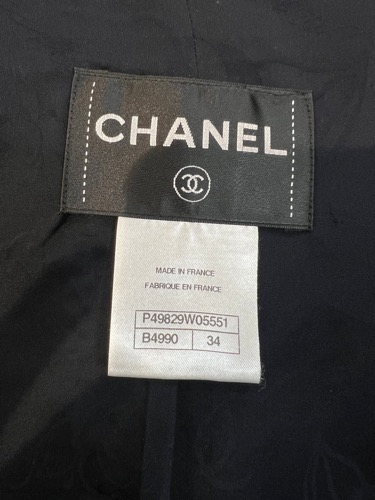 CHANEL
MADE IN FRANCE
FABRIQUE EN FRANCE
P49829W05551
B4990 34